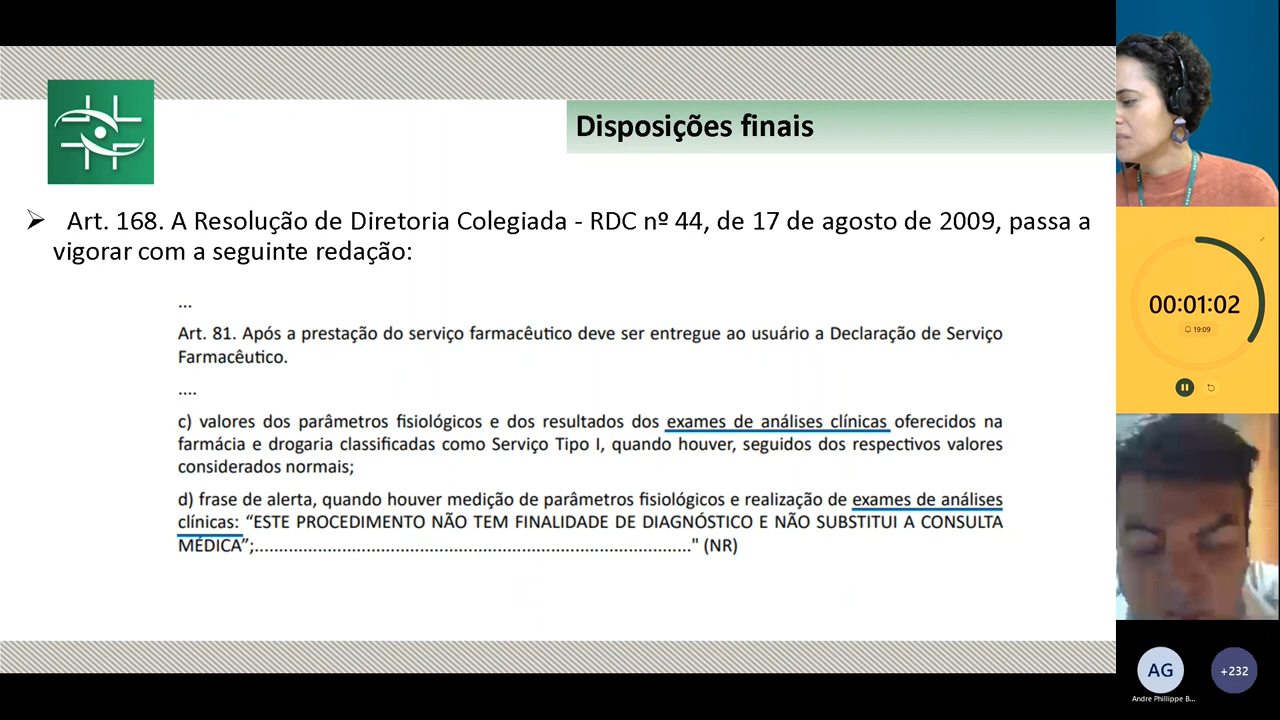 Disposições finais
Art. 168. A Resolução de Diretoria Colegiada - RDC nº 44, de 17 de agosto de 2009, passa a
vigorar com a seguinte redação:
...
Art. 81. Após a prestação do serviço farmacêutico deve ser entregue ao usuário a Declaração de Serviço
Farmacêutico.
....
c) valores dos parâmetros fisiológicos e dos resultados dos exames de análises clínicas oferecidos na
farmácia e drogaria classificadas como Serviço Tipo I, quando houver, seguidos dos respectivos valores
considerados normais;
d) frase de alerta, quando houver medição de parâmetros fisiológicos e realização de exames de análises
clínicas: “ESTE PROCEDIMENTO NÃO TEM FINALIDADE DE DIAGNÓSTICO E NÃO SUBSTITUI A CONSULTA
MÉDICA”;........................................................................................" (NR)
00:01:02
19:09
AG
+232
Andre Phillippe B...